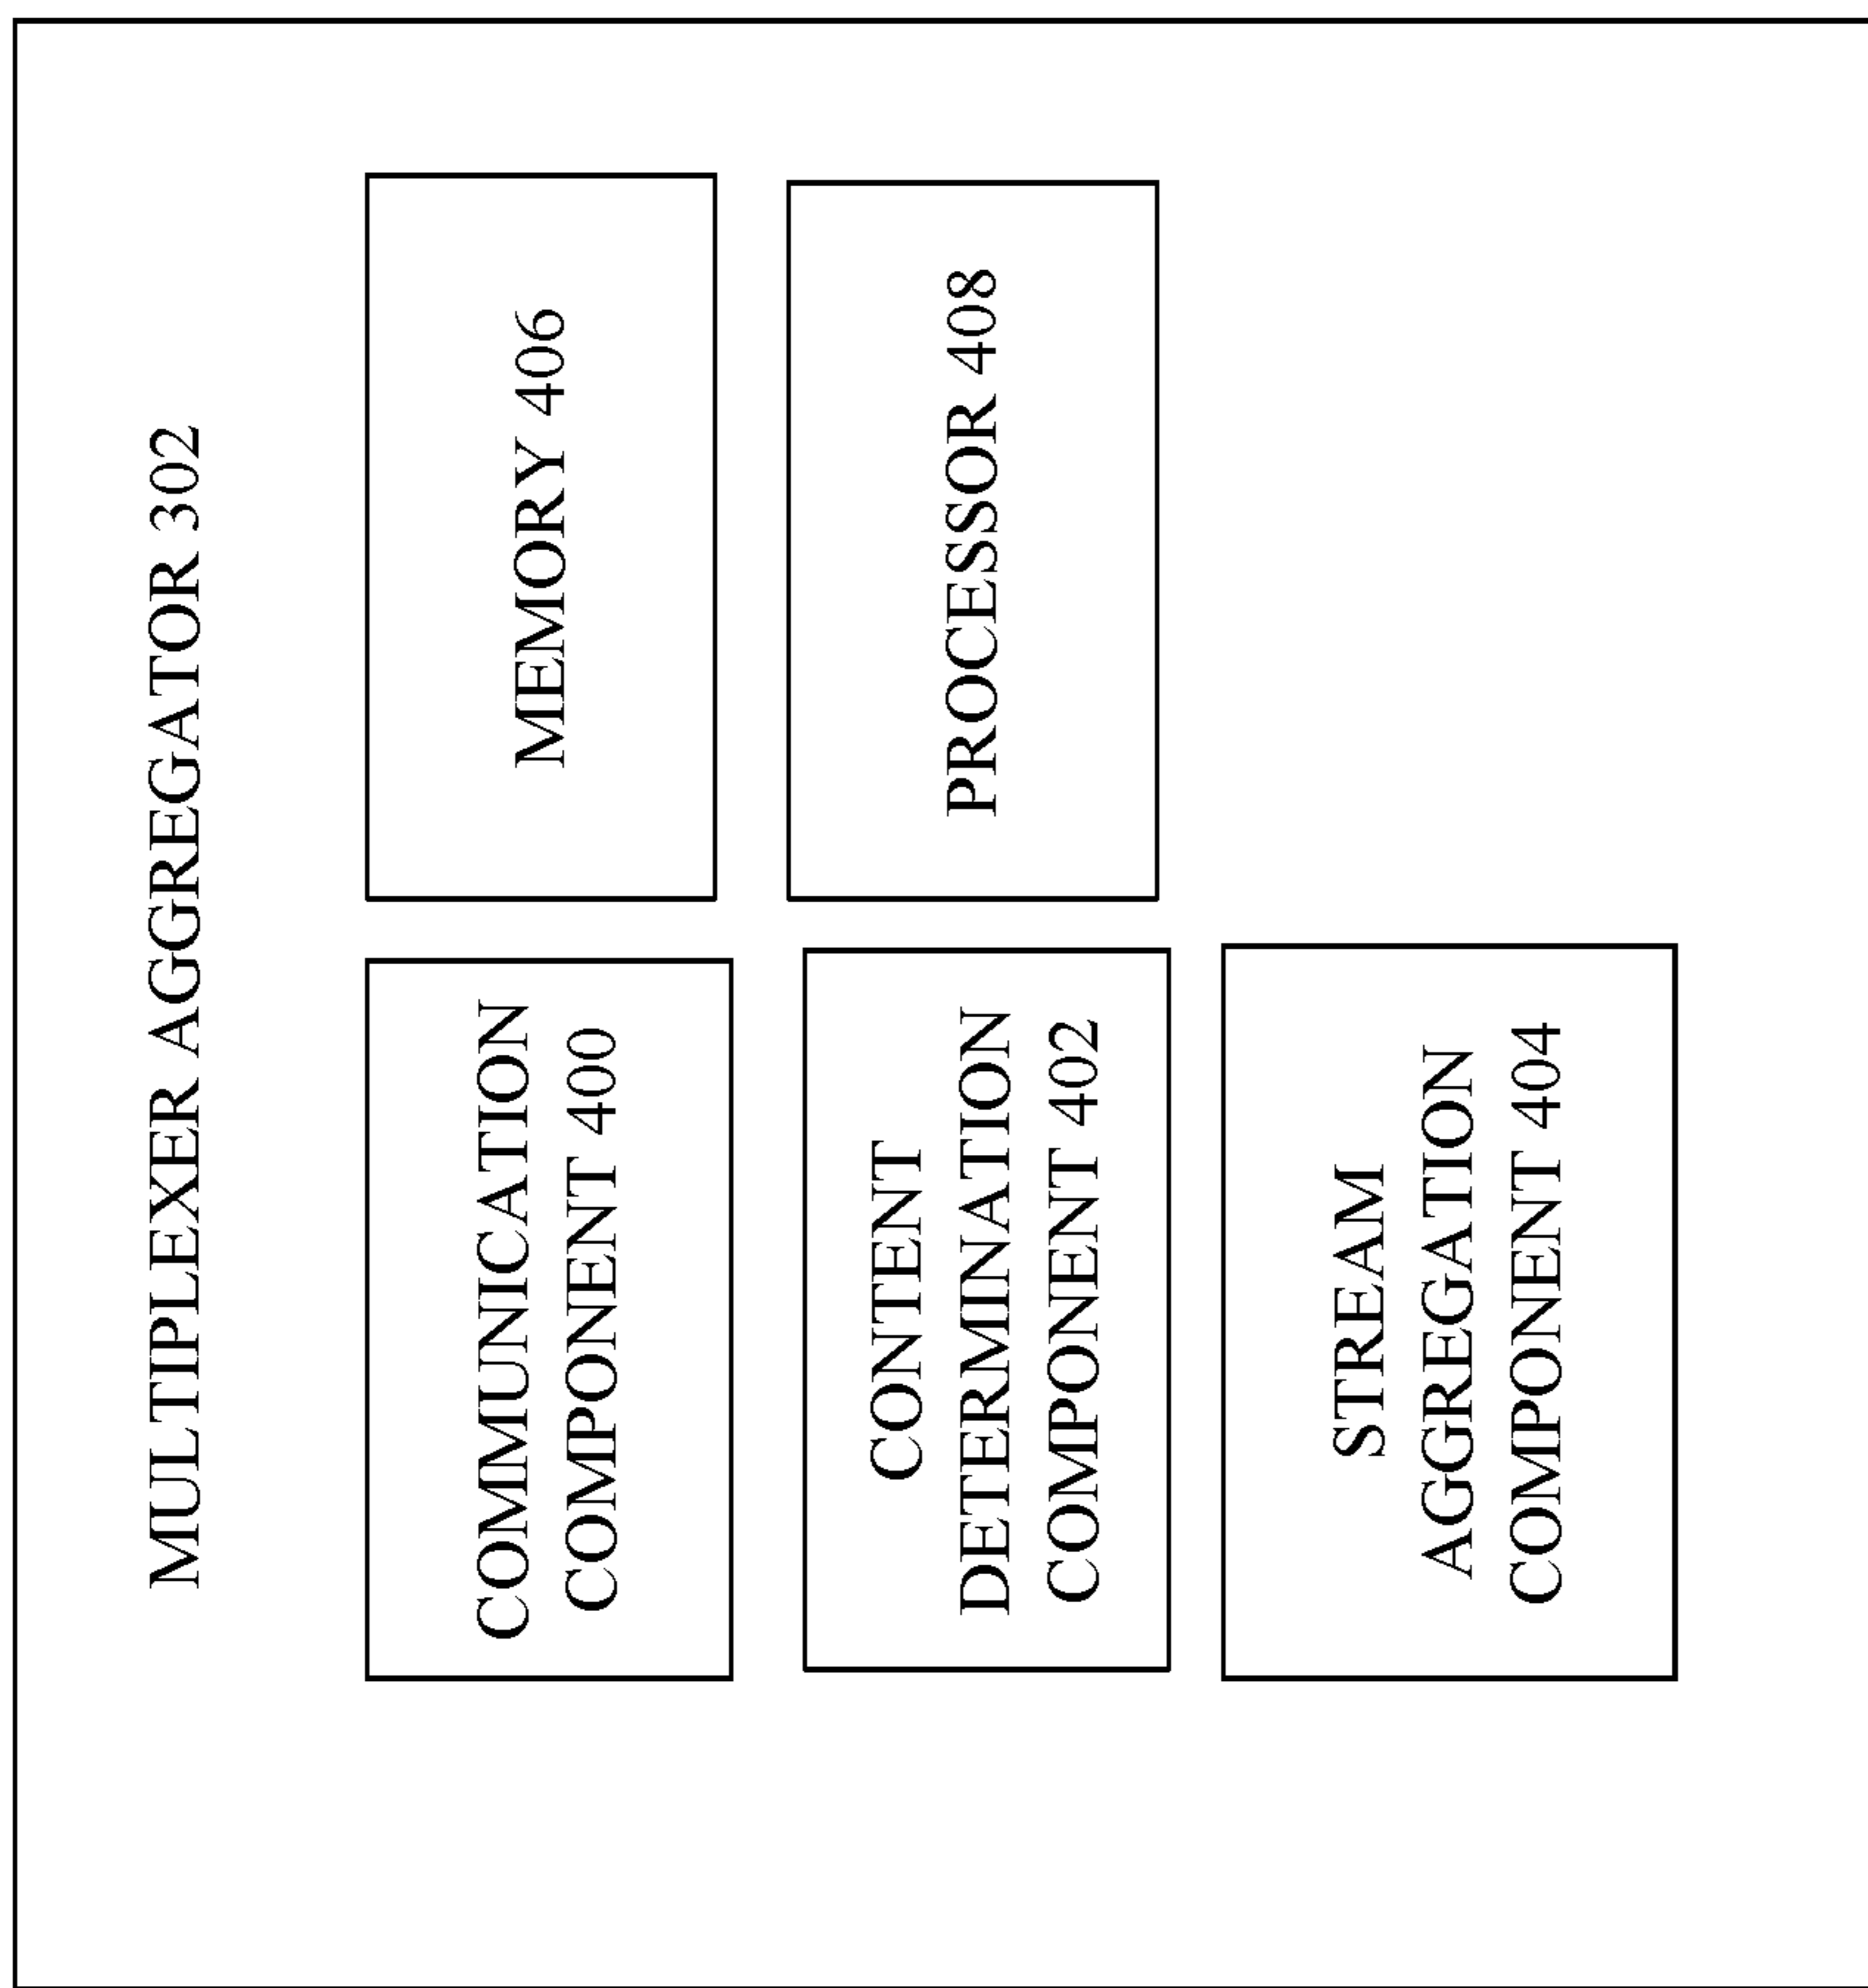 MULTIPLEXER AGGREGATOR 302
COMMUNICATION
COMPONENT 400
MEMORY 406
CONTENT
DETERMINATION
COMPONENT 402
PROCESSOR 408
STREAM
AGGREGATION
COMPONENT 404